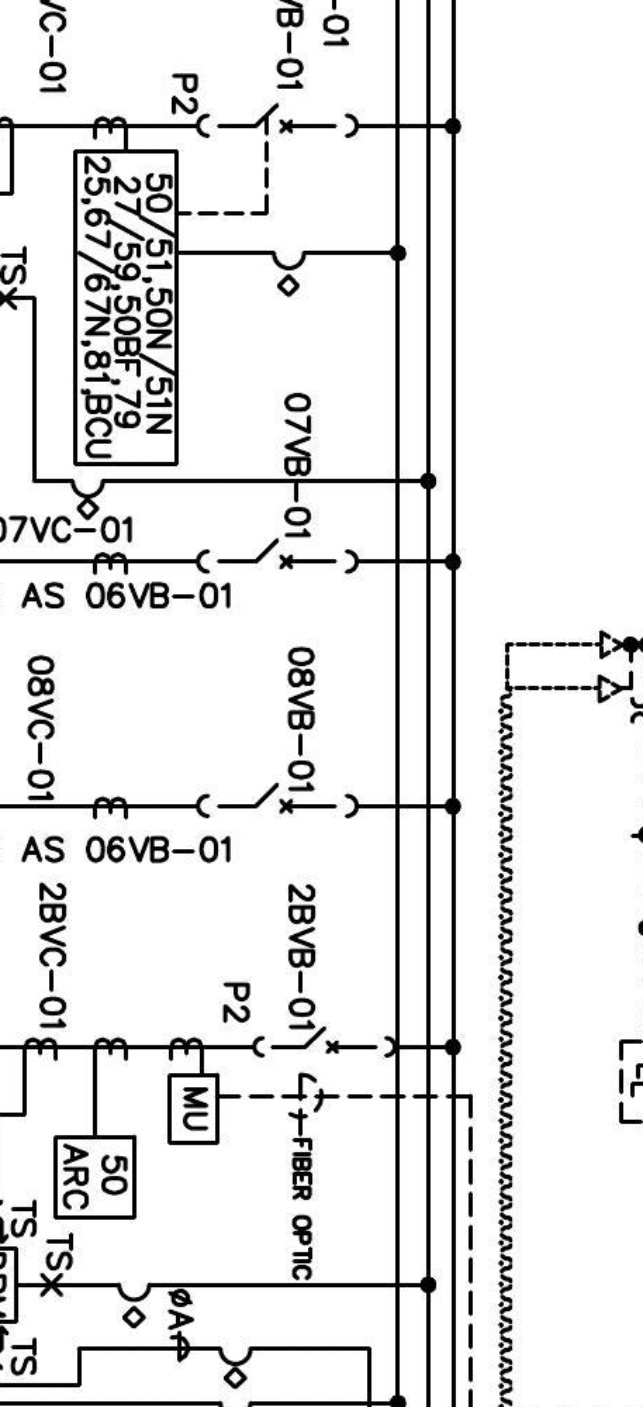 -01
VB-01
VC-01
P2
50/51,50N/51N
27/59,50BF,79
25,67/67N,81,BCU
TS
07VB-01
07VC-01
AS 06VB-01
08VB-01
08VC-01
AS 06VB-01
2BVB-01
2BVC-01
P2
MU
FIBER OPTIC
50
ARC
TS
TS
ØA
TS